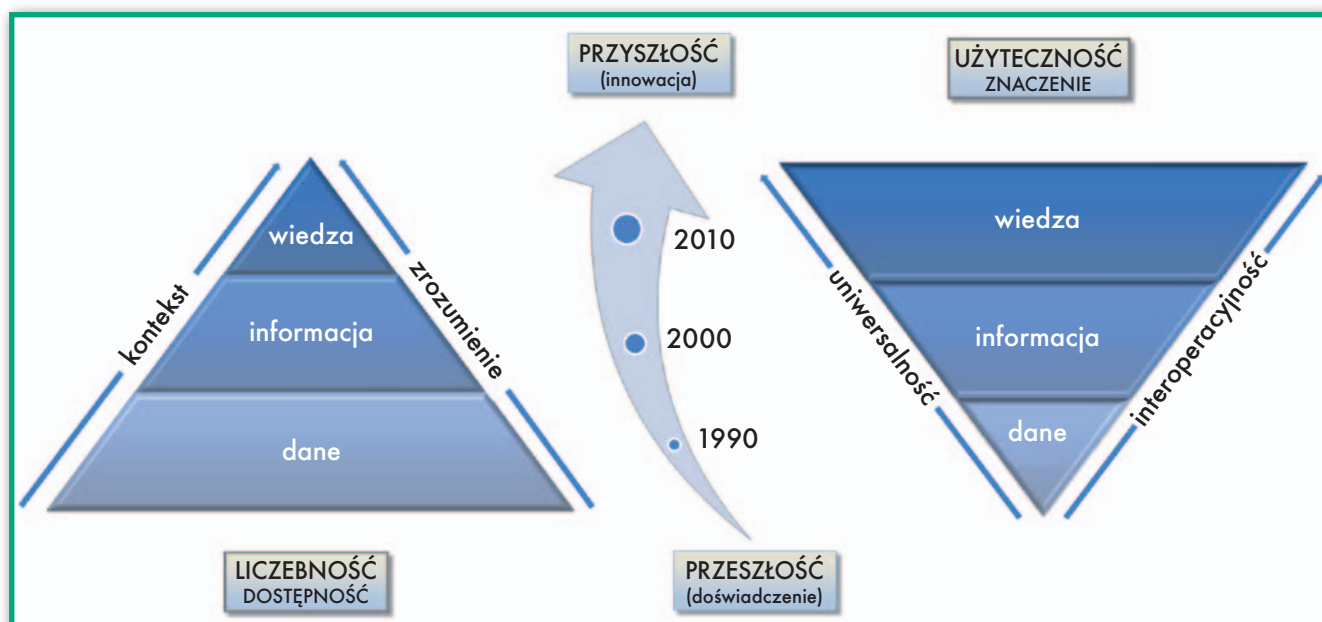 PRZYSZŁOŚĆ
(innowacja)
UŻYTECZNOŚĆ
ZNACZENIE
wiedza
informacja
dane
kontekst
zrozumienie
2010
2000
1990
wiedza
informacja
dane
uniwersalność
interoperacyjność
LICZEBNOŚĆ
DOSTĘPNOŚĆ
PRZESZŁOŚĆ
(doświadczenie)